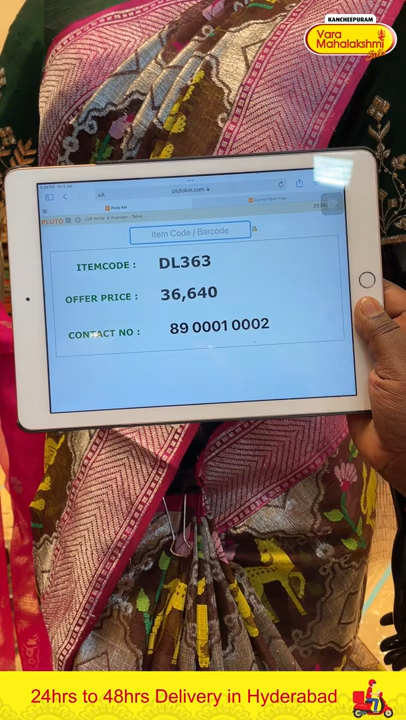 KANCHEEPURAM
Vara
Mahalakshmi
Silks
plutokm.com
PLUTO
Item Code / Barcode
ITEMCODE : DL363
OFFER PRICE : 36,640
CONTACT NO : 89 0001 0002
24hrs to 48hrs Delivery in Hyderabad